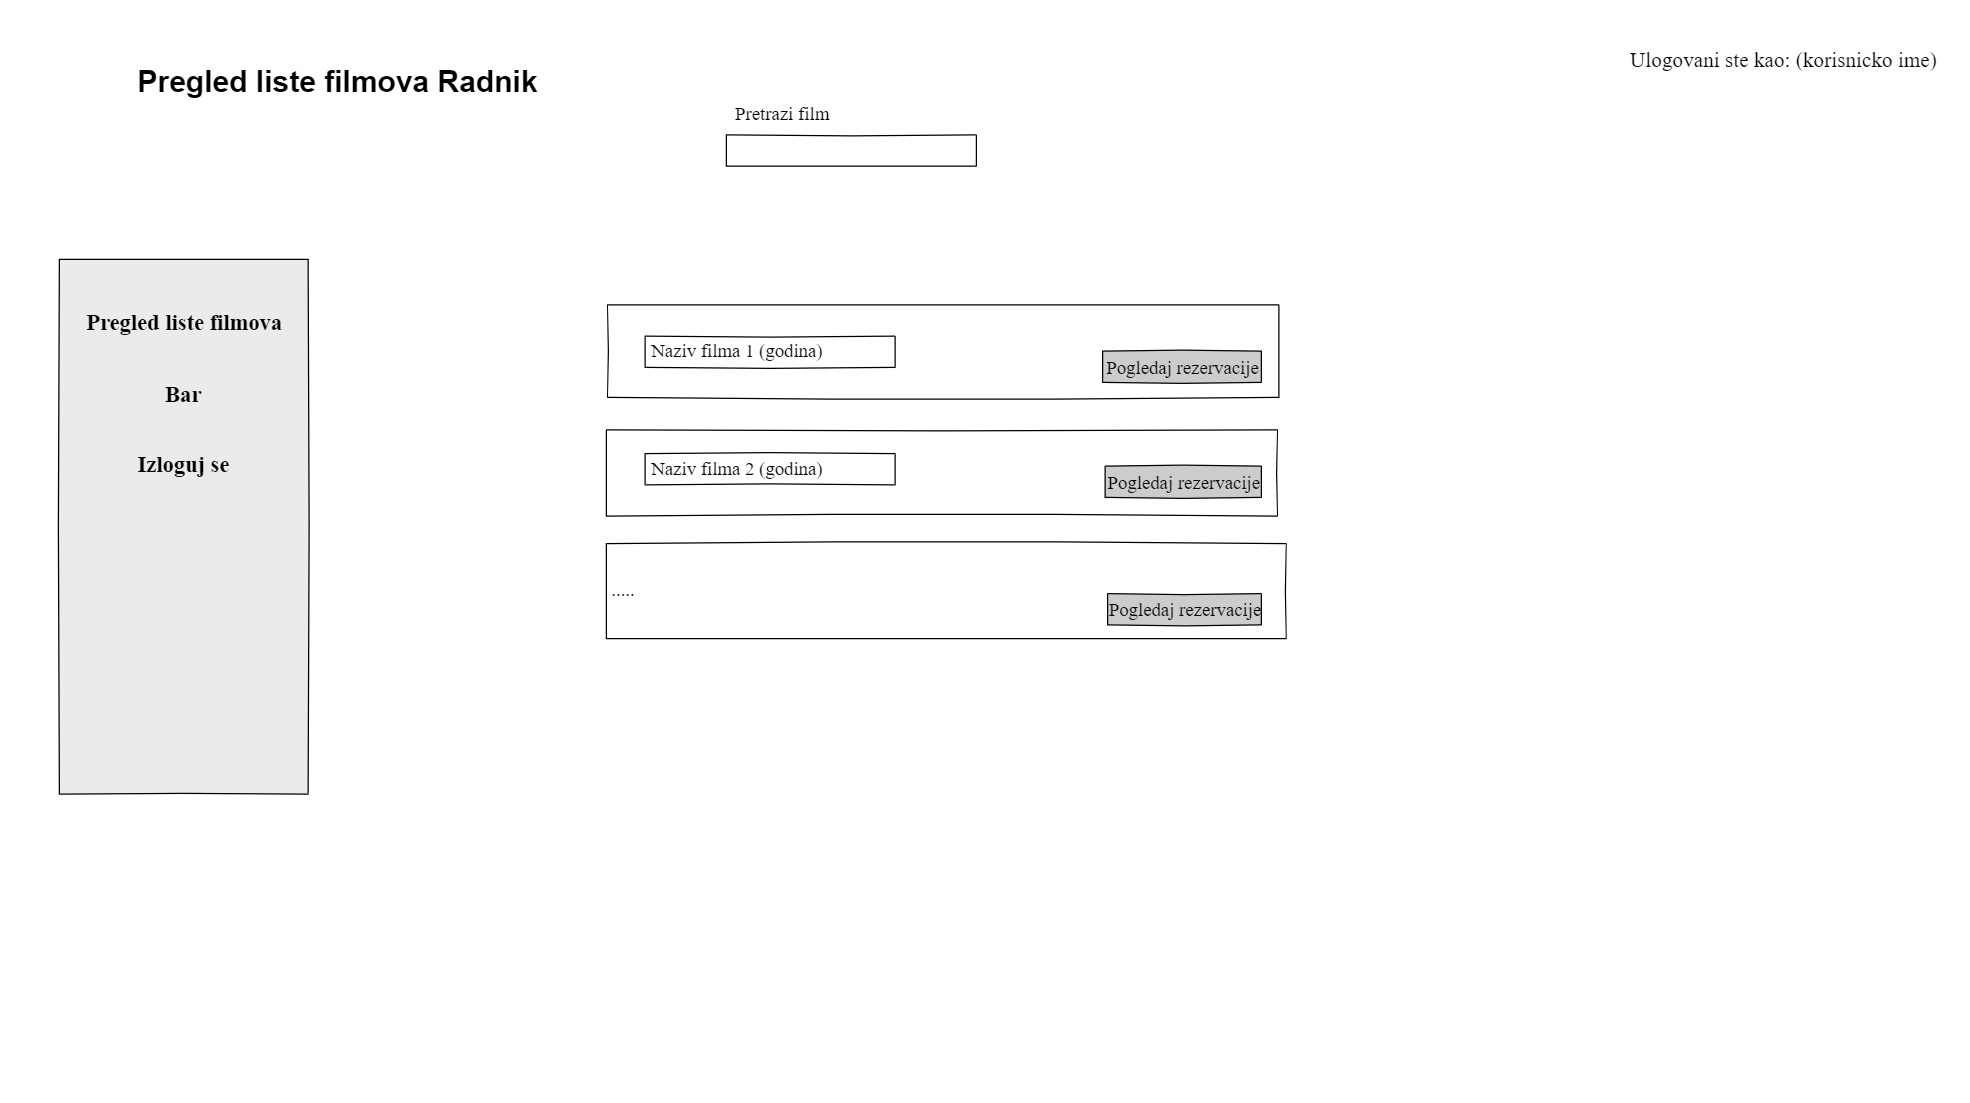 Ulogovani ste kao: (korisnicko ime)
Pregled liste filmova Radnik
Pretrazi film
Pregled liste filmova
Bar
Izloguj se
Naziv filma 1 (godina)
Pogledaj rezervacije
Naziv filma 2 (godina)
Pogledaj rezervacije
.....
Pogledaj rezervacije